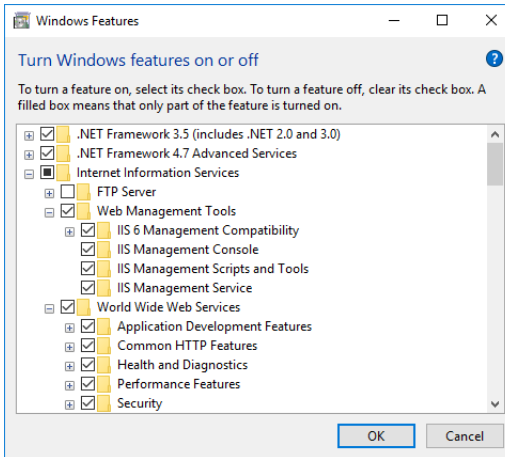 Windows Features
Turn Windows features on or off
To turn a feature on, select its check box. To turn a feature off, clear its check box. A
filled box means that only part of the feature is turned on.
.NET Framework 3.5 (includes .NET 2.0 and 3.0)
.NET Framework 4.7 Advanced Services
Internet Information Services
FTP Server
Web Management Tools
IIS 6 Management Compatibility
IIS Management Console
IIS Management Scripts and Tools
IIS Management Service
World Wide Web Services
Application Development Features
Common HTTP Features
Health and Diagnostics
Performance Features
Security
OK Cancel